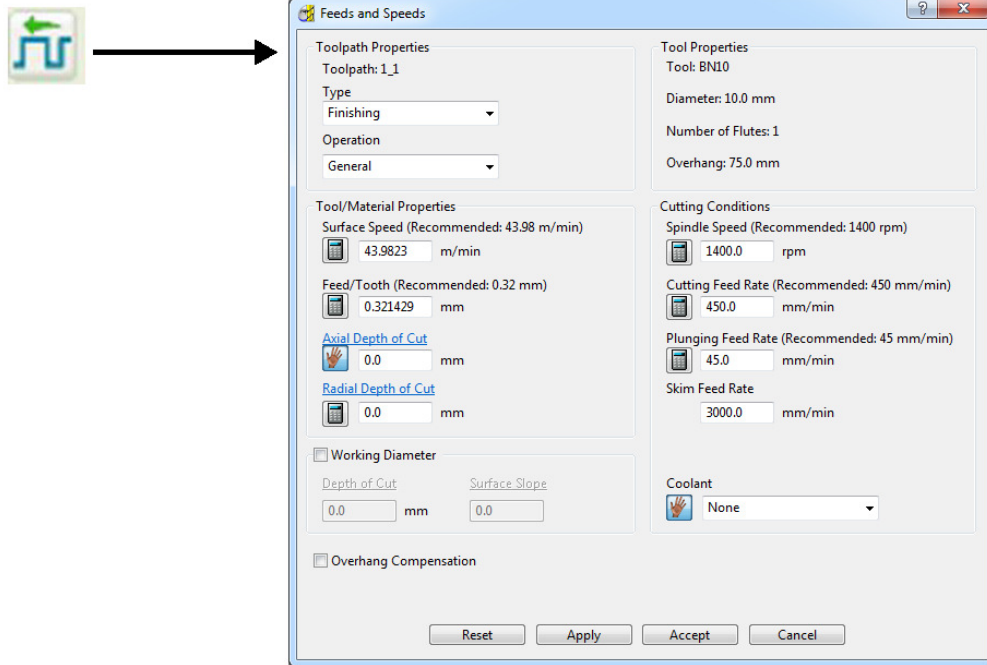 Feeds and Speeds
Toolpath Properties
Toolpath: 1_1
Type
Finishing
Operation
General
Tool Properties
Tool: BN10
Diameter: 10.0 mm
Number of Flutes: 1
Overhang: 75.0 mm
Tool/Material Properties
Surface Speed (Recommended: 43.98 m/min)
43.9823 m/min
Feed/Tooth (Recommended: 0.32 mm)
0.321429 mm
Axial Depth of Cut
0.0 mm
Radial Depth of Cut
0.0 mm
Cutting Conditions
Spindle Speed (Recommended: 1400 rpm)
1400.0 rpm
Cutting Feed Rate (Recommended: 450 mm/min)
450.0 mm/min
Plunging Feed Rate (Recommended: 45 mm/min)
45.0 mm/min
Skim Feed Rate
3000.0 mm/min
Working Diameter
Depth of Cut Surface Slope
0.0 mm 0.0
Coolant
None
Overhang Compensation
Reset Apply Accept Cancel